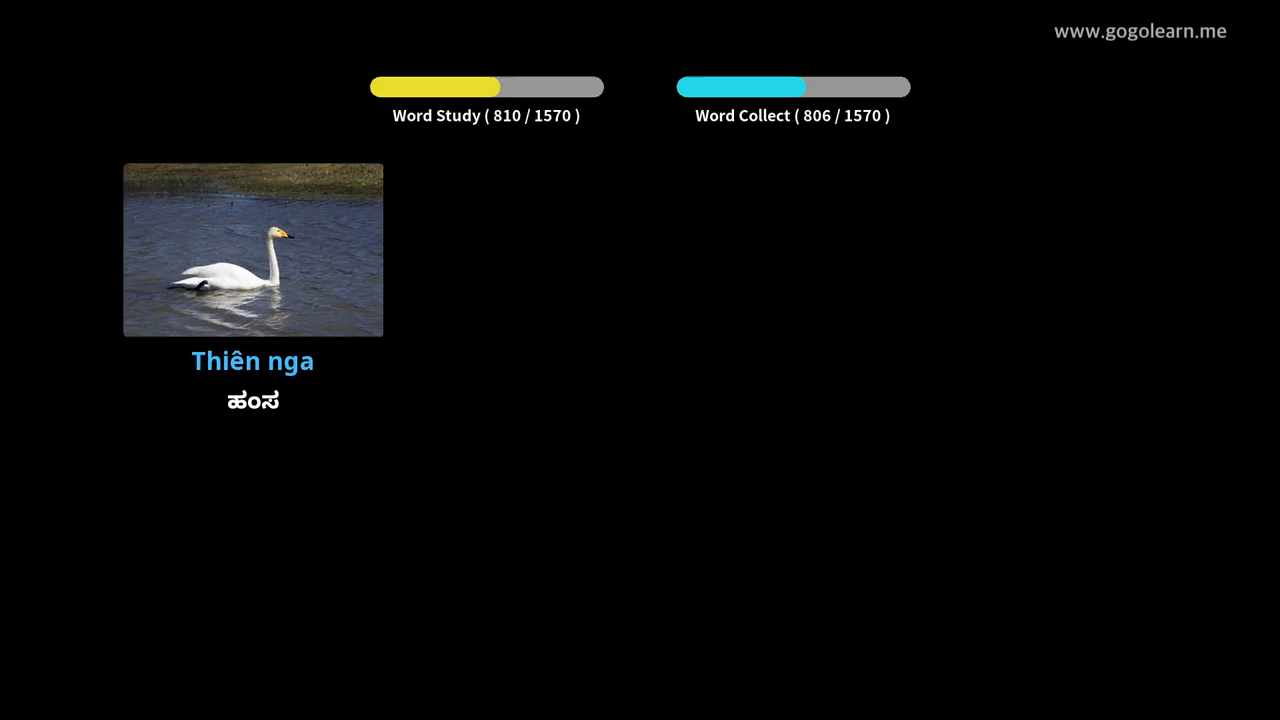 www.gogolearn.me
Word Study ( 810 / 1570 )
Word Collect ( 806 / 1570 )
Thiên nga
ಹಂಸ